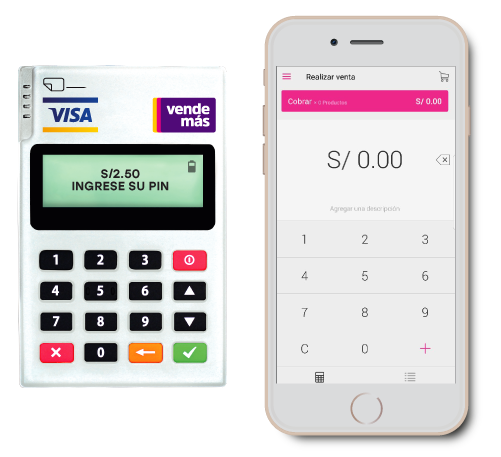 VISA
vende
más
S/2.50
INGRESE SU PIN
1 2 3
4 5 6
7 8 9
0
Realizar venta
Cobrar • 0 Productos S/ 0.00
S/ 0.00
Agregar una descripción
1 2 3
4 5 6
7 8 9
C 0 +